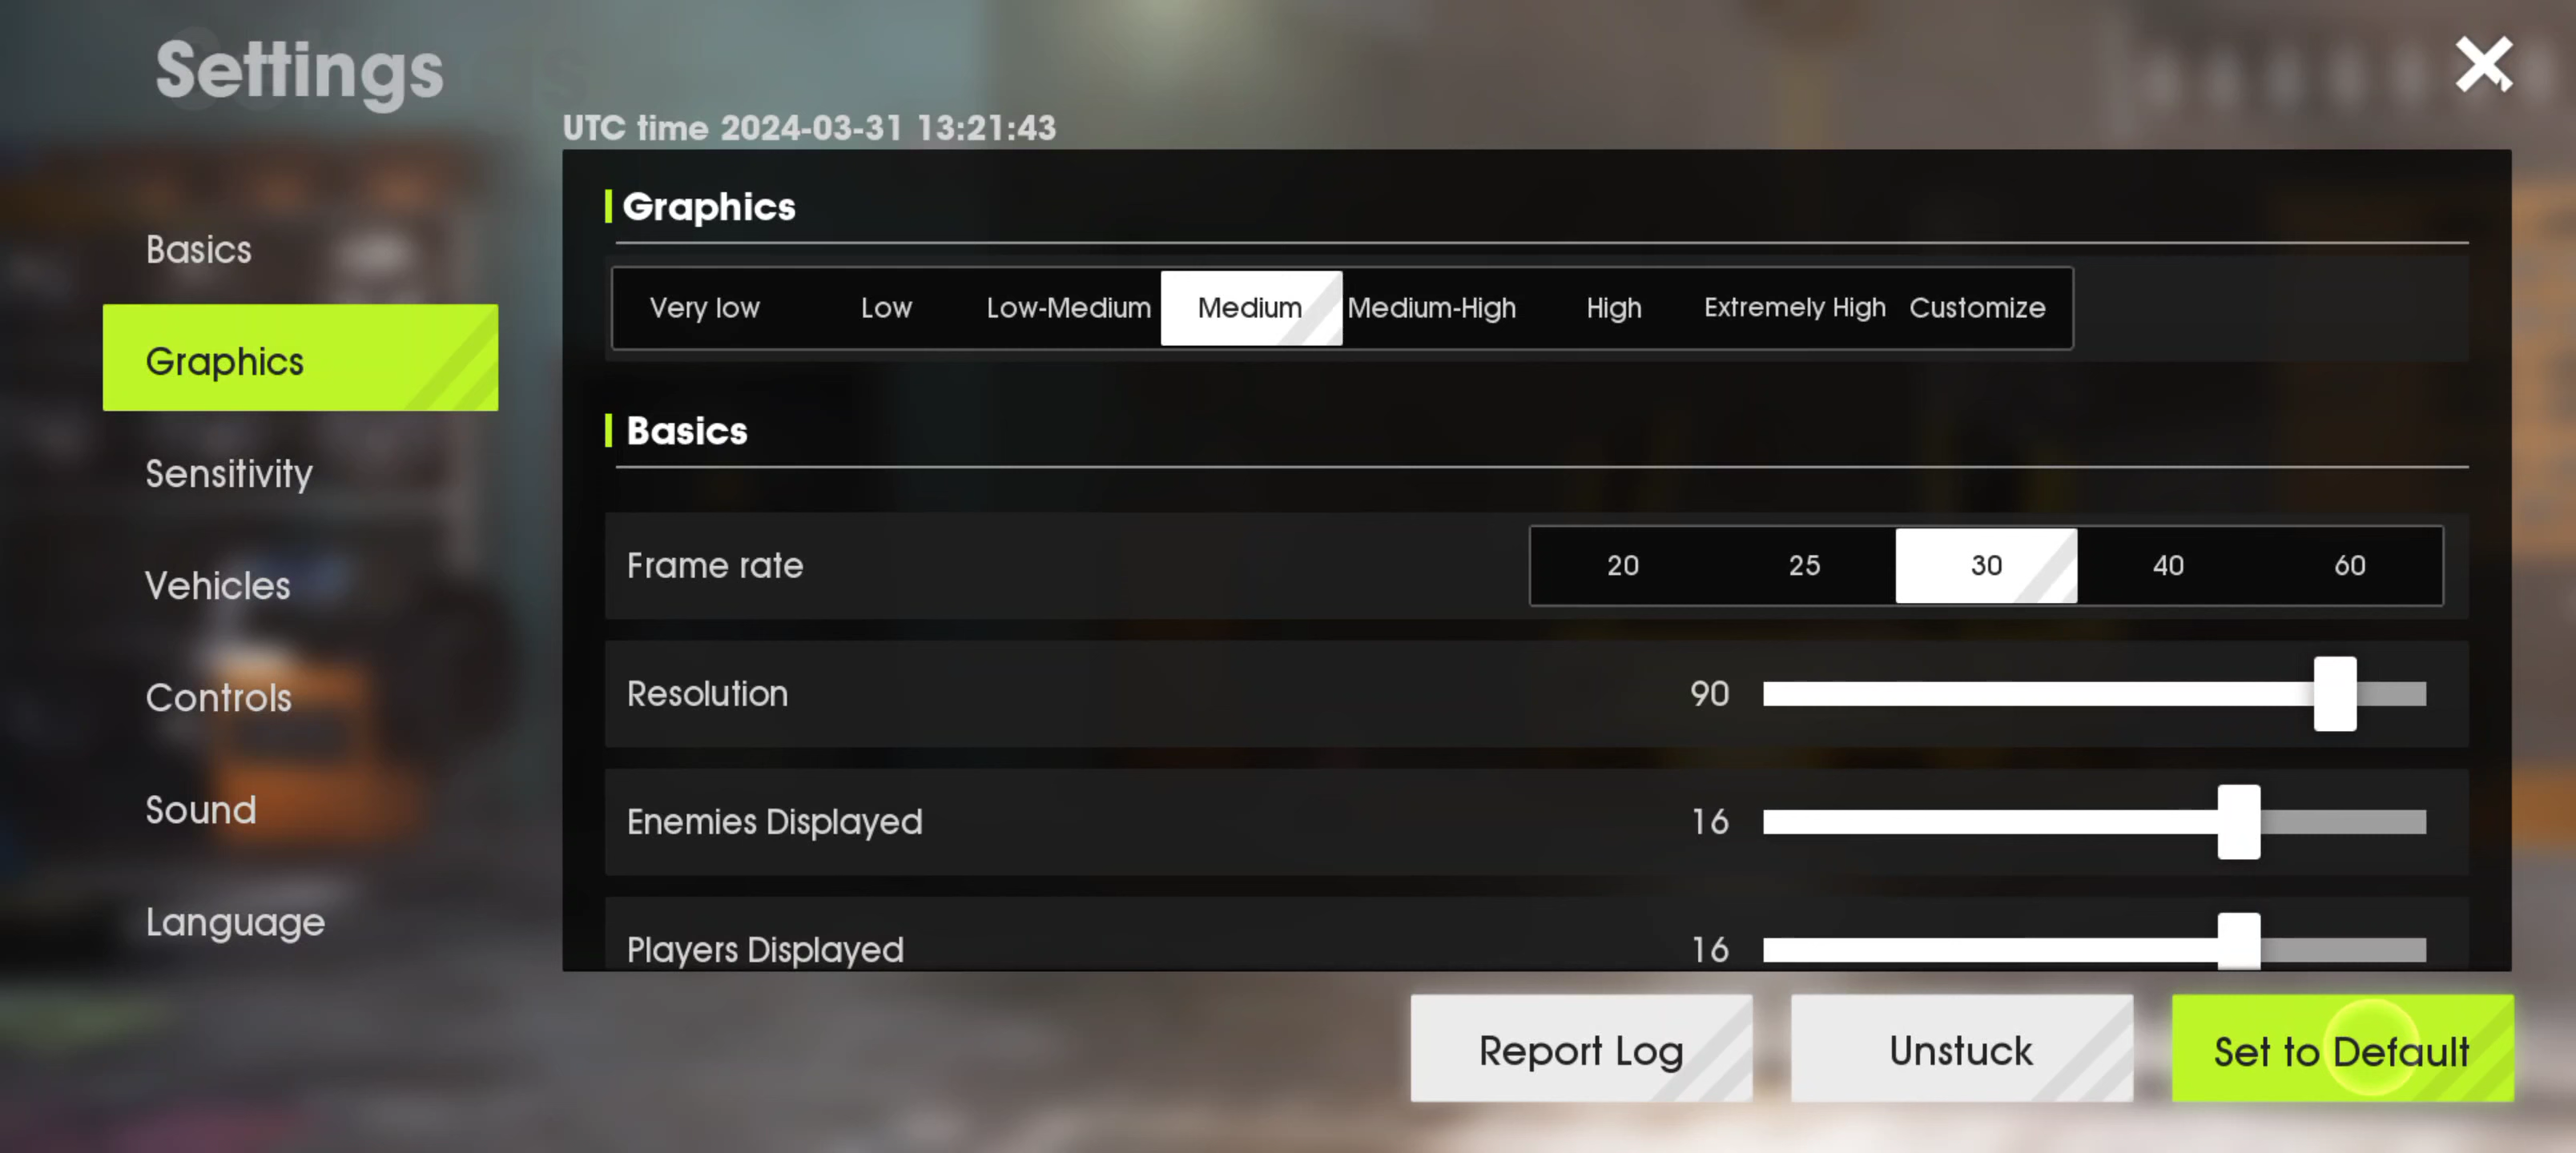 Settings
UTC time 2024-03-31 13:21:43
Basics
Graphics
Sensitivity
Vehicles
Controls
Sound
Language
Graphics
Very low Low Low-Medium Medium Medium-High High Extremely High Customize
Basics
Frame rate 20 25 30 40 60
Resolution 90
Enemies Displayed 16
Players Displayed 16
Report Log Unstuck Set to Default